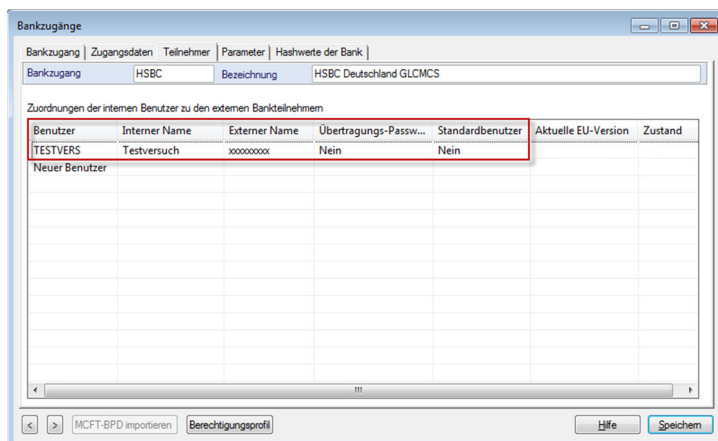 Bankzugänge
Bankzugang Zugangsdaten Teilnehmer Parameter Hashwerte der Bank
Bankzugang HSBC Bezeichnung HSBC Deutschland GLCMCS
Zuordnungen der internen Benutzer zu den externen Bankteilnehmern
Benutzer Interner Name Externer Name Übertragungs-Passw... Standardbenutzer Aktuelle EU-Version Zustand
TESTVERS Testversuch xxxxxxxxx Nein Nein
Neuer Benutzer
< > MCFT-BPD importieren Berechtigungsprofil Hilfe Speichern